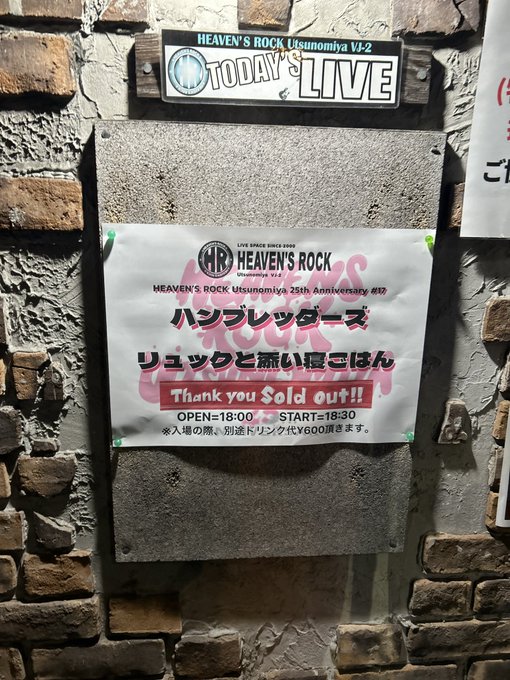 HEAVEN'S ROCK Utsunomiya VJ-2
TODAY'S LIVE
LIVE SPACE SINCE 2000
HR HEAVEN'S ROCK
Utsunomiya VJ-2
HEAVEN'S ROCK Utsunomiya 25th Anniversary #17
ハンブレッダーズ
リュックと添い寝ごはん
Thank you Sold out!!
OPEN=18:00 START=18:30
※入場の際、別途ドリンク代¥600頂きます。